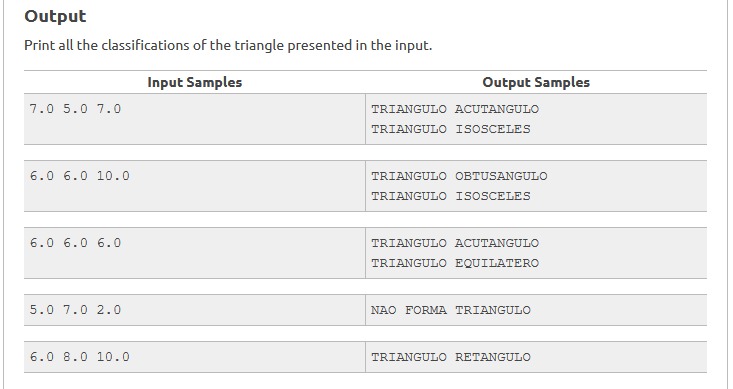 Output
Print all the classifications of the triangle presented in the input.
Input Samples Output Samples
7.0 5.0 7.0 TRIANGULO ACUTANGULO
TRIANGULO ISOSCELES
6.0 6.0 10.0 TRIANGULO OBTUSANGULO
TRIANGULO ISOSCELES
6.0 6.0 6.0 TRIANGULO ACUTANGULO
TRIANGULO EQUILATERO
5.0 7.0 2.0 NAO FORMA TRIANGULO
6.0 8.0 10.0 TRIANGULO RETANGULO